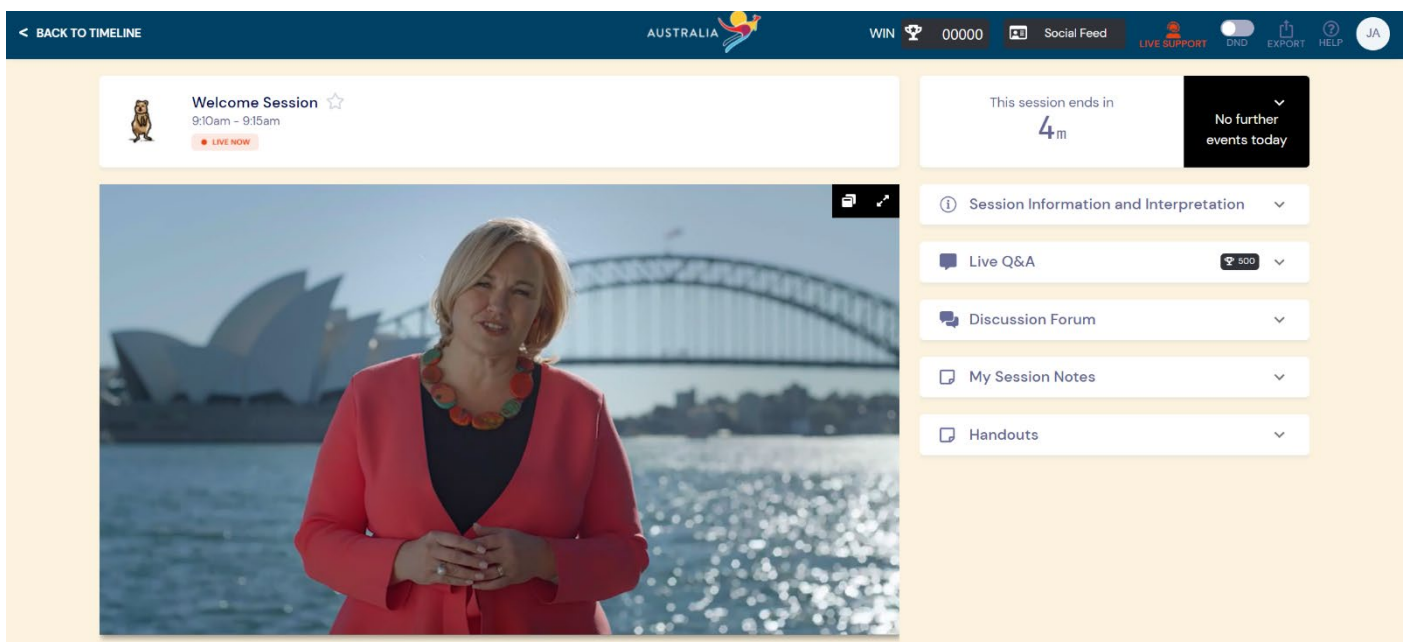 < BACK TO TIMELINE
AUSTRALIA
WIN 00000 Social Feed LIVE SUPPORT DND EXPORT HELP JA
Welcome Session
9:10am - 9:15am
LIVE NOW
This session ends in
4m
No further
events today
Session Information and Interpretation
Live Q&A 500
Discussion Forum
My Session Notes
Handouts